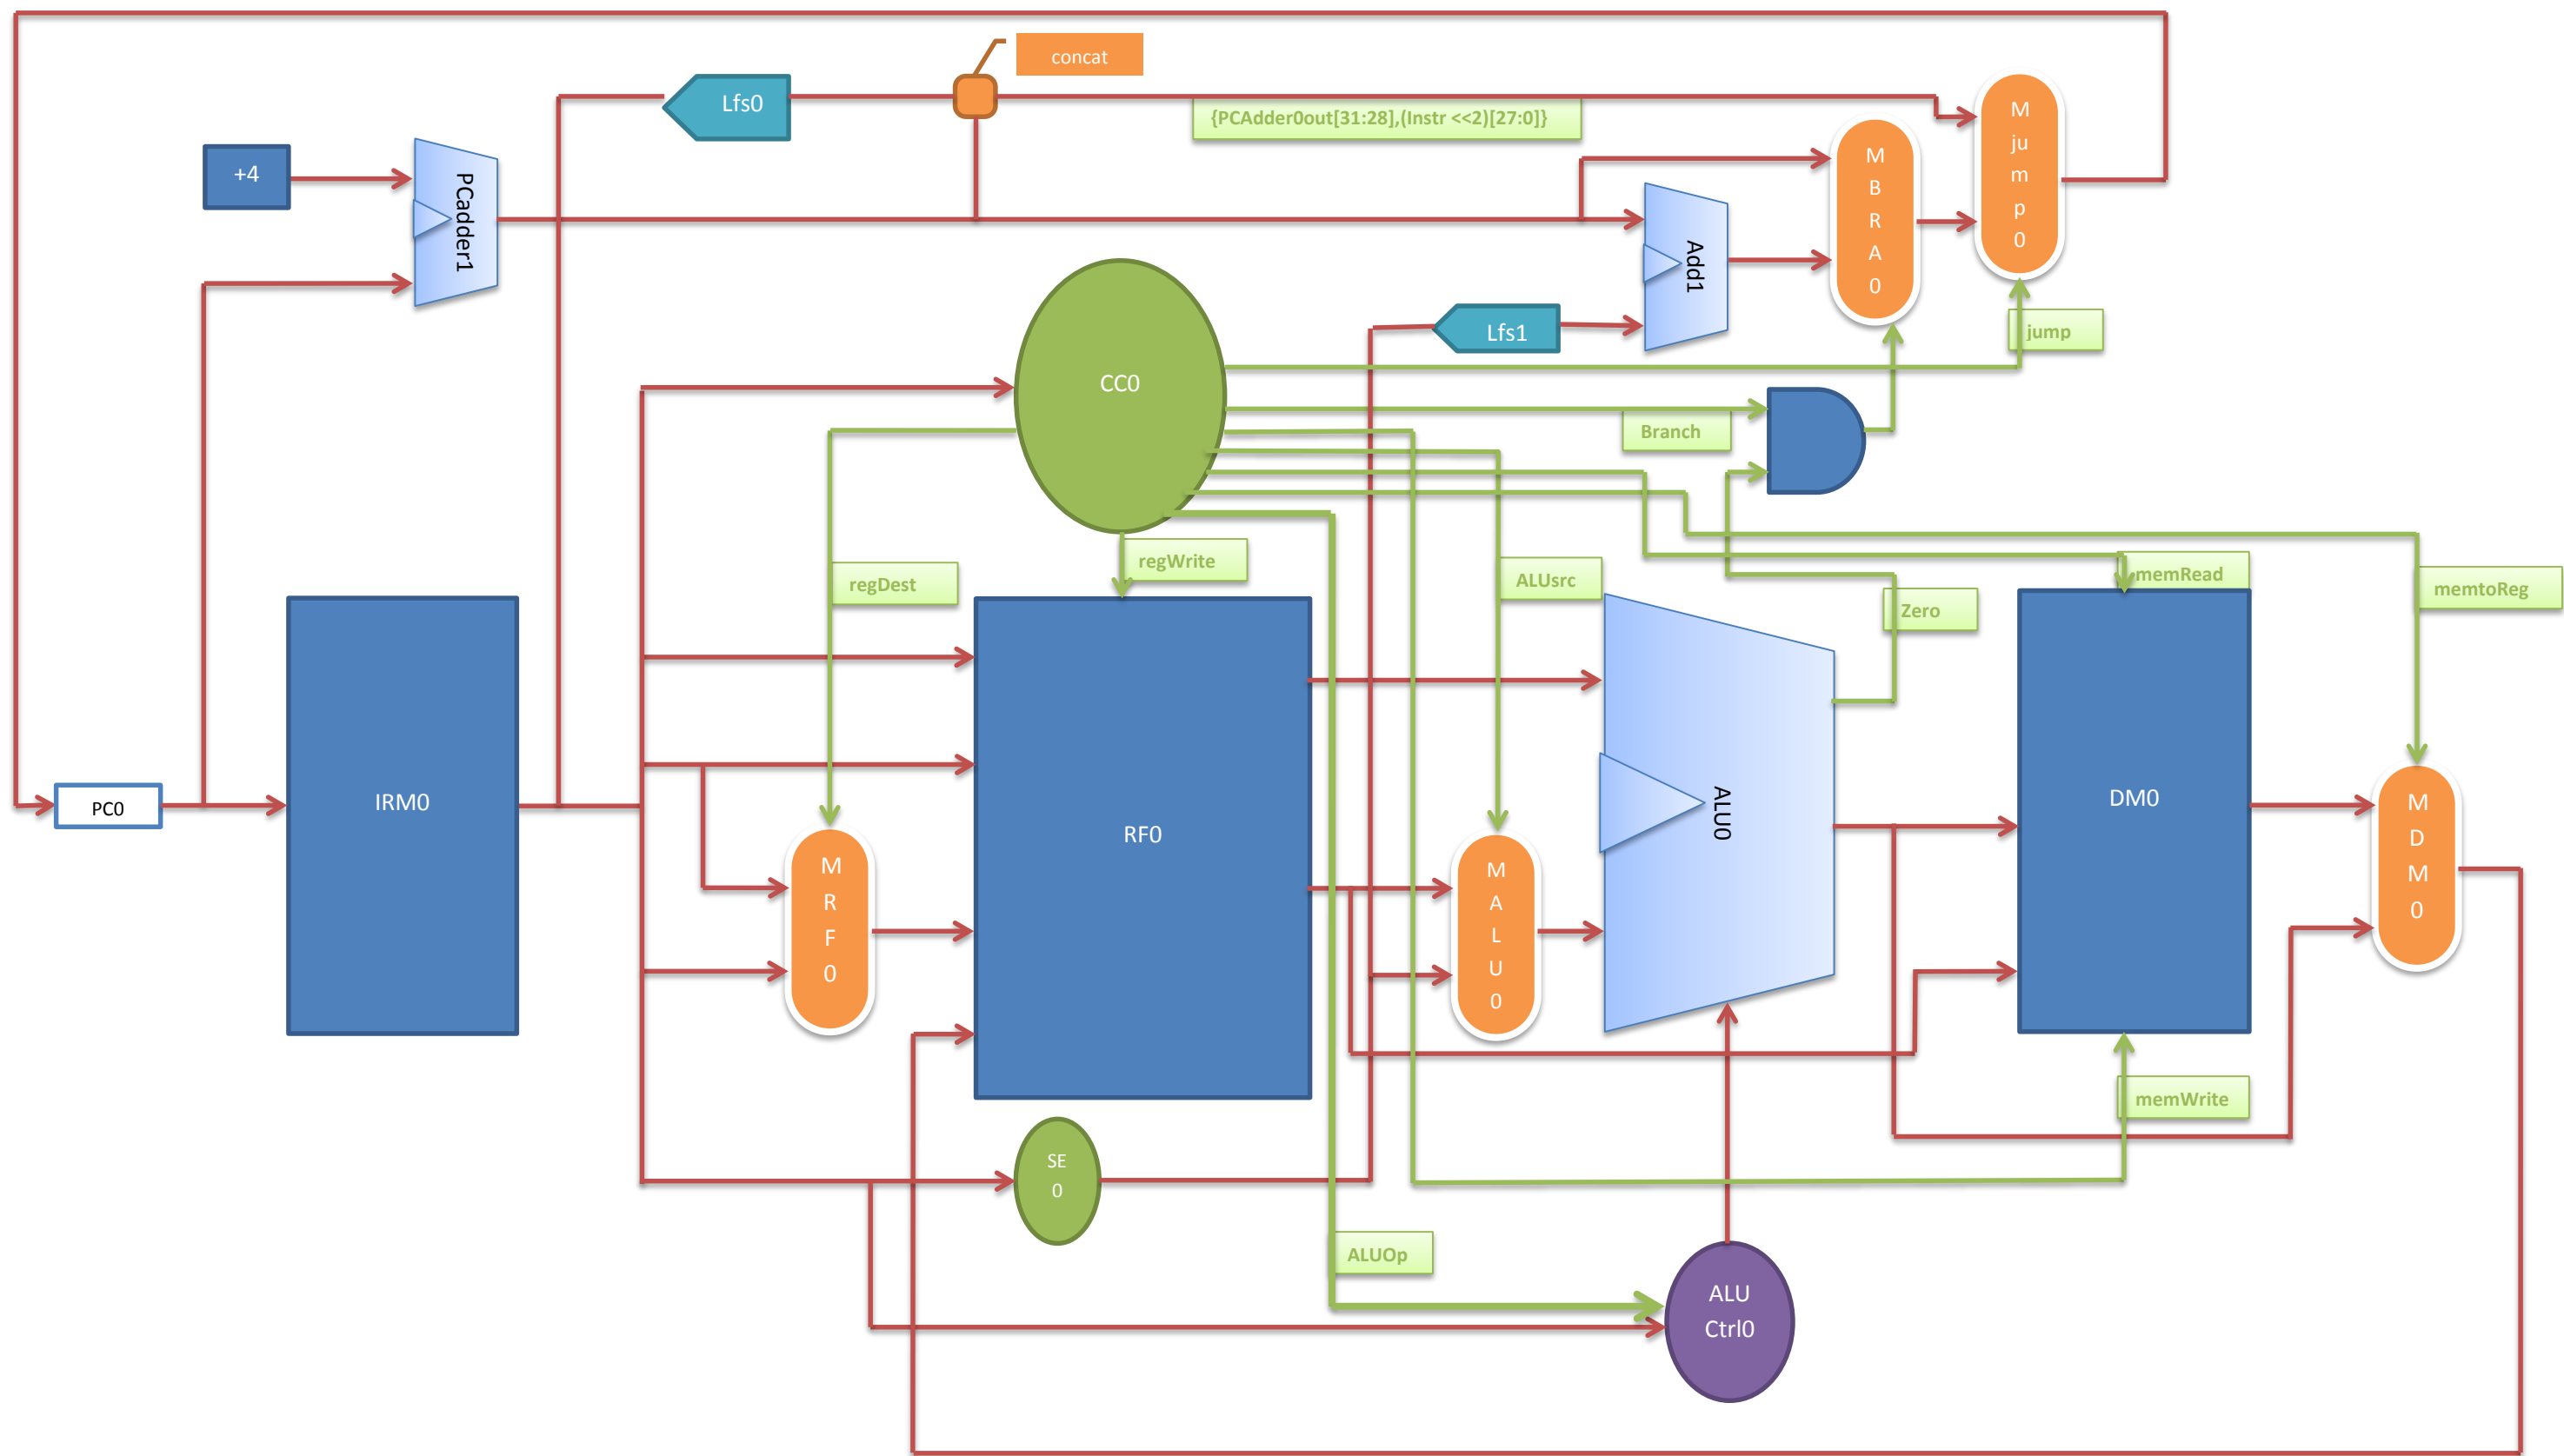 concat
Lfs0
{PCAdder0out[31:28],(Instr <<2)[27:0]}
M
ju
m
p
0
+4
PCadder1
M
B
R
A
0
Add1
Lfs1
jump
CC0
Branch
regWrite
regDest
ALUsrc
memRead
memtoReg
Zero
IRM0
PC0
RF0
M
R
F
0
M
A
L
U
0
ALU0
DM0
M
D
M
0
memWrite
SE
0
ALUOp
ALU
Ctrl0